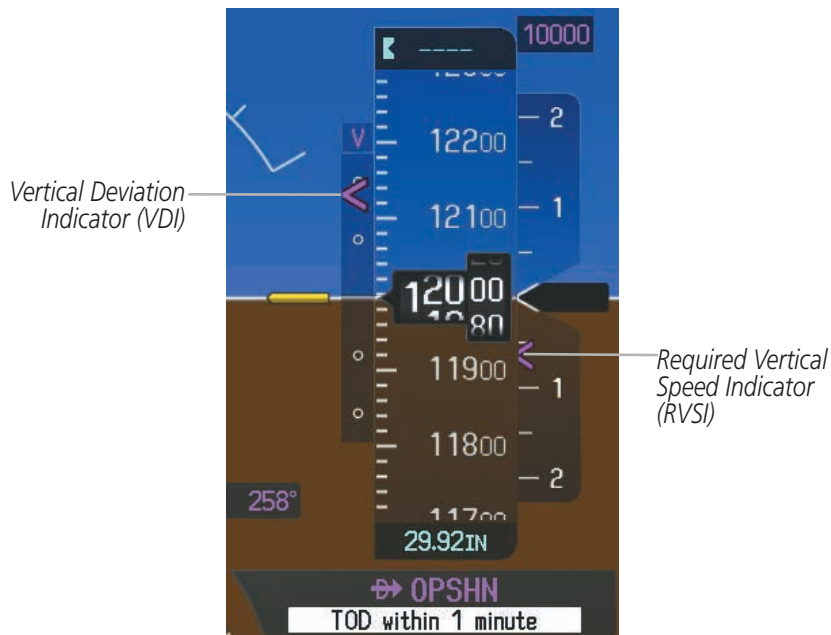 10000
----
2
V
12200
Vertical Deviation
Indicator (VDI)
12100
1
12000
80
11900
Required Vertical
Speed Indicator
(RVSI)
1
11800
2
258°
29.92IN
D OPSHN
TOD within 1 minute